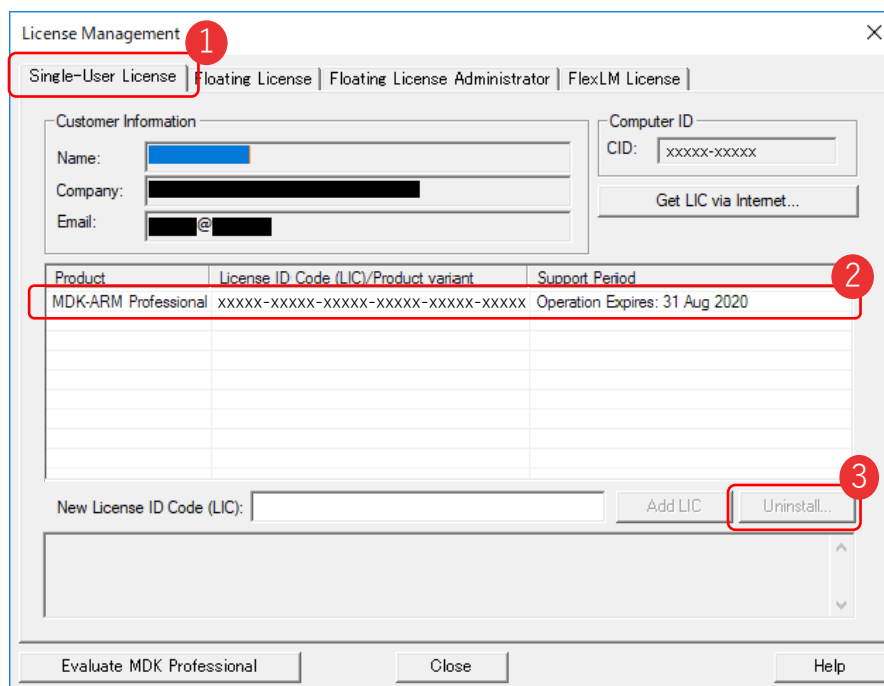 License Management
1
Single-User License Floating License Floating License Administrator FlexLM License
Customer Information
Name:
Company:
Email: @
Computer ID
CID: xxxxx-xxxxx
Get LIC via Internet...
Product License ID Code (LIC)/Product variant Support Period
2
MDK-ARM Professional xxxxx-xxxxx-xxxxx-xxxxx-xxxxx-xxxxx Operation Expires: 31 Aug 2020
3
New License ID Code (LIC): Add LIC Uninstall...
Evaluate MDK Professional Close Help